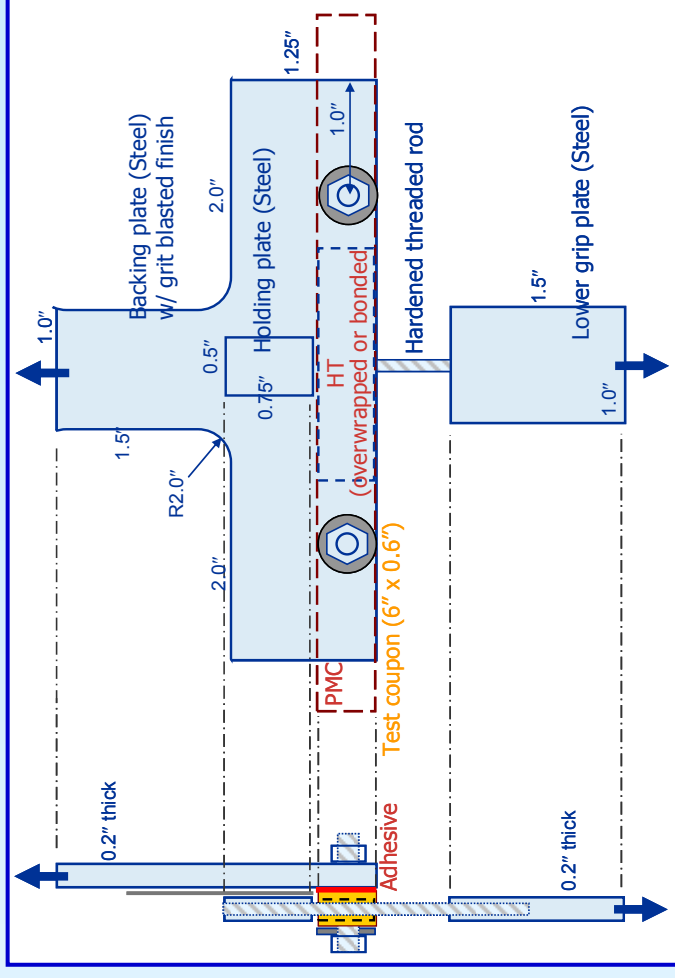 1.0″
Backing plate (Steel)
w/ grit blasted finish
1.25″
1.5″
R2.0″
2.0″
0.5″
0.75″
Holding plate (Steel)
2.0″
1.0″
PMC
HT
(overwrapped or bonded)
Test coupon (6″ x 0.6″)
Hardened threaded rod
1.5″
1.0″
Lower grip plate (Steel)
0.2″ thick
Adhesive
0.2″ thick